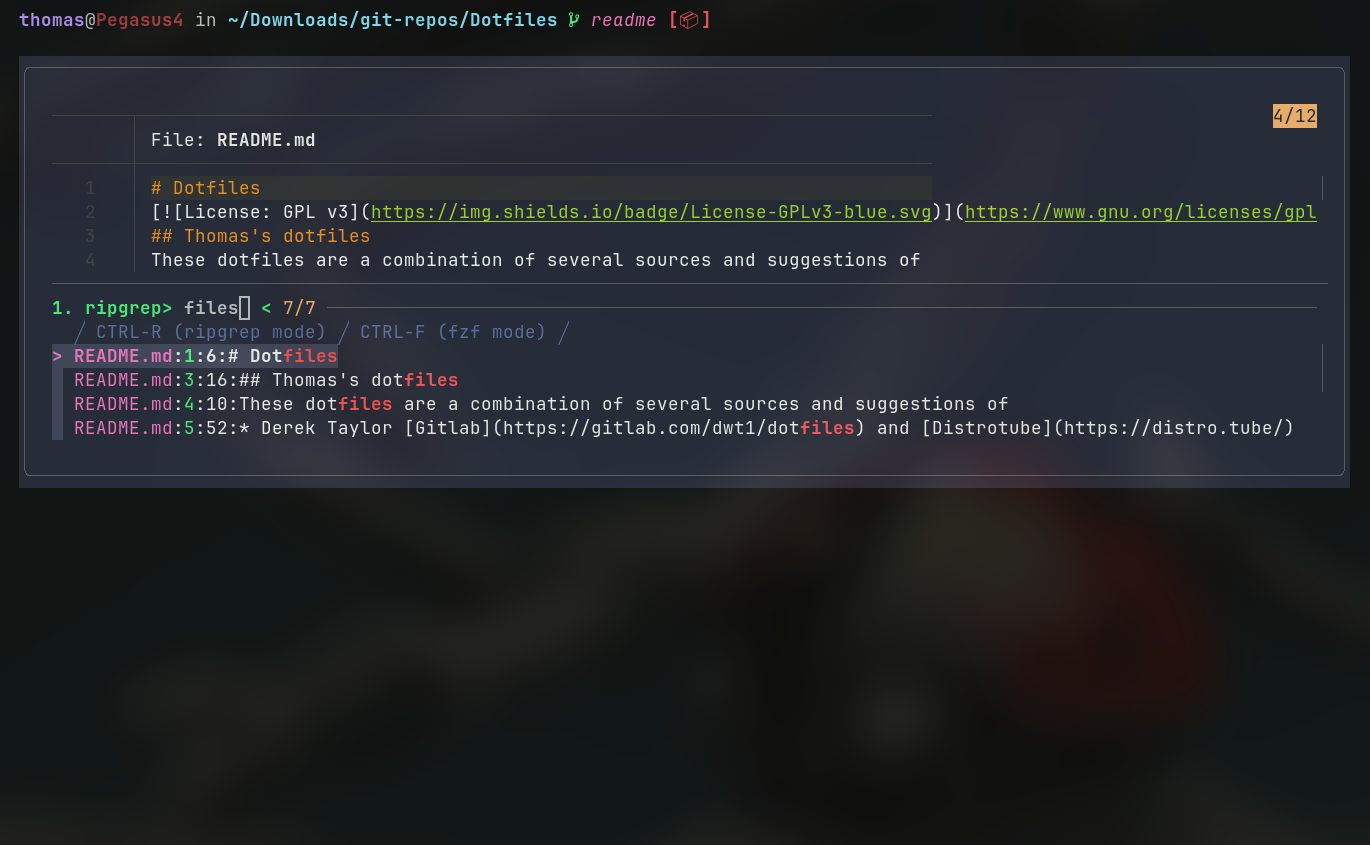 thomas@Pegasus4 in ~/Downloads/git-repos/Dotfiles readme []
4/12
File: README.md
1 # Dotfiles
2 [![License: GPL v3](https://img.shields.io/badge/License-GPLv3-blue.svg)](https://www.gnu.org/licenses/gpl
3 ## Thomas's dotfiles
4 These dotfiles are a combination of several sources and suggestions of
1. ripgrep> files < 7/7
╱ CTRL-R (ripgrep mode) ╱ CTRL-F (fzf mode) ╱
> README.md:1:6:# Dotfiles
README.md:3:16:## Thomas's dotfiles
README.md:4:10:These dotfiles are a combination of several sources and suggestions of
README.md:5:52:* Derek Taylor [Gitlab](https://gitlab.com/dwt1/dotfiles) and [Distrotube](https://distro.tube/)